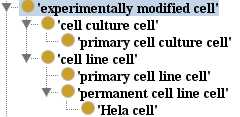 'experimentally modified cell'
'cell culture cell'
'primary cell culture cell'
'cell line cell'
'primary cell line cell'
'permanent cell line cell'
'Hela cell'